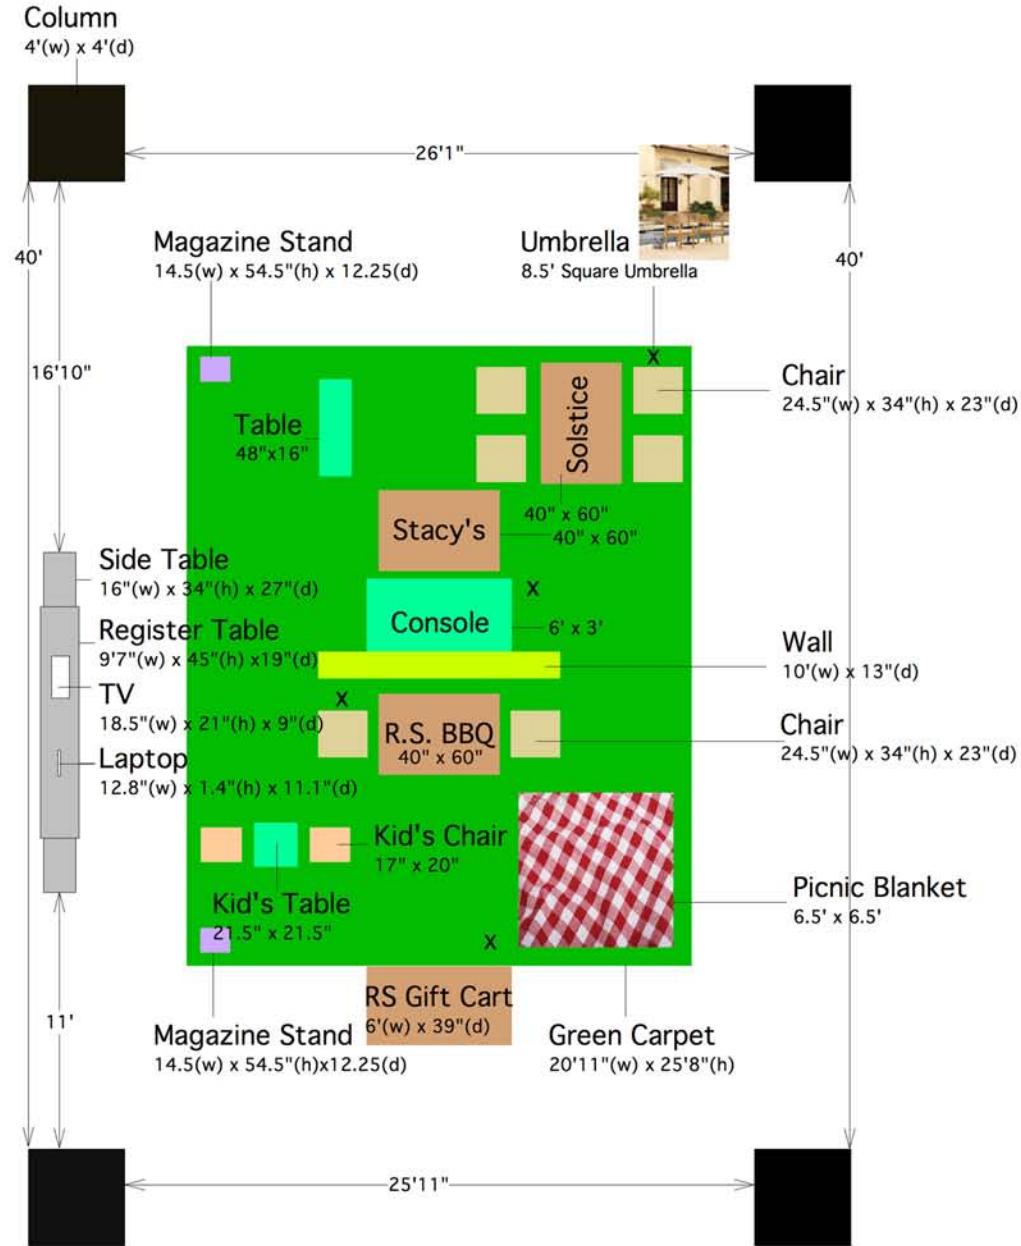 Column
4'(w) x 4'(d)
26'1"
40'
40'
Magazine Stand
14.5(w) x 54.5"(h) x 12.25(d)
Umbrella
8.5' Square Umbrella
16'10"
X
Chair
24.5"(w) x 34"(h) x 23"(d)
Solstice
Table
48"x16"
40" x 60"
Stacy's
40" x 60"
Side Table
16"(w) x 34"(h) x 27"(d)
X
Console
6' x 3'
Register Table
9'7"(w) x 45"(h) x19"(d)
Wall
10'(w) x 13"(d)
TV
18.5"(w) x 21"(h) x 9"(d)
X
R.S. BBQ
40" x 60"
Chair
24.5"(w) x 34"(h) x 23"(d)
Laptop
12.8"(w) x 1.4"(h) x 11.1"(d)
Kid's Chair
17" x 20"
Kid's Table
21.5" x 21.5"
Picnic Blanket
6.5' x 6.5'
X
RS Gift Cart
6'(w) x 39"(d)
11'
Magazine Stand
14.5(w) x 54.5"(h)x12.25(d)
Green Carpet
20'11"(w) x 25'8"(h)
25'11"